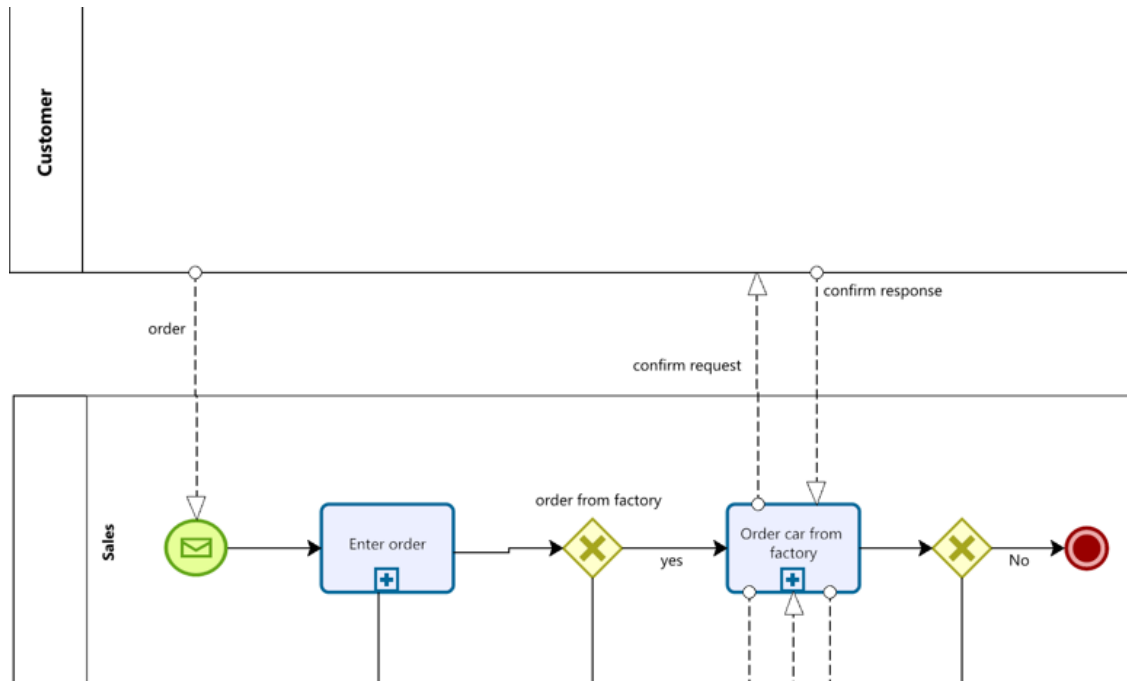 Customer
order
confirm response
confirm request
Sales
Enter order
order from factory
yes
Order car from
factory
No